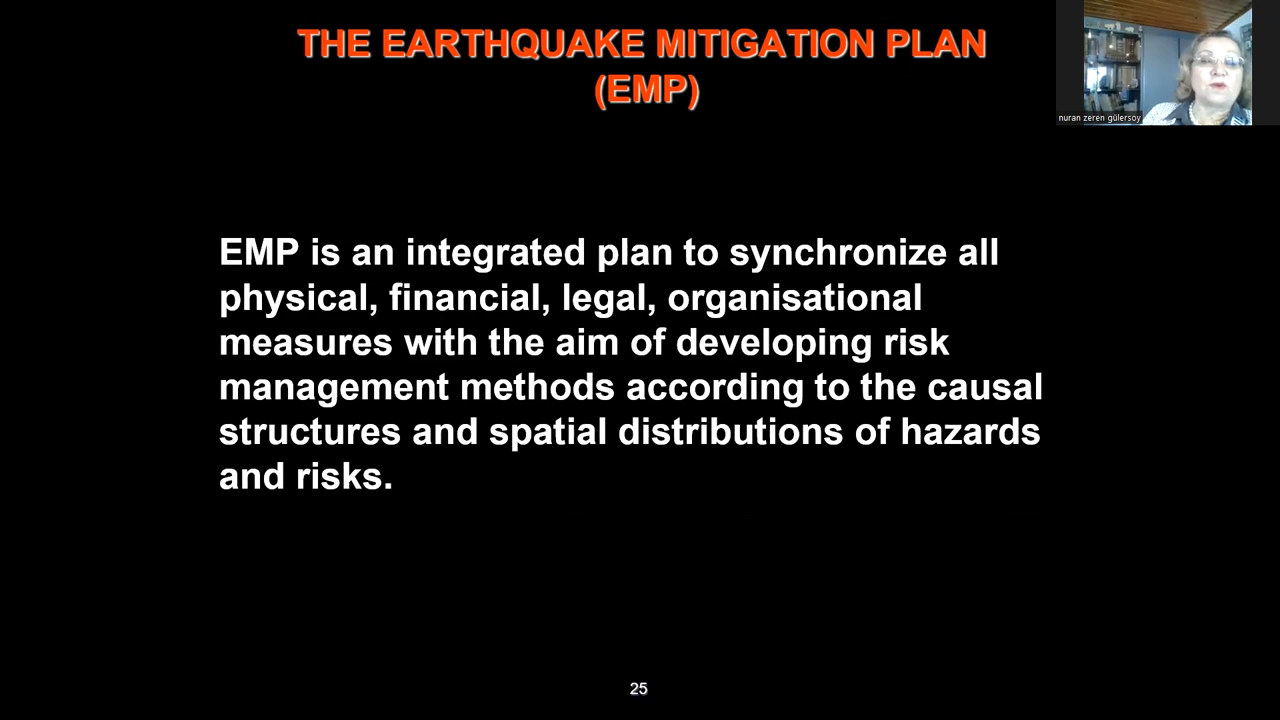 THE EARTHQUAKE MITIGATION PLAN
(EMP)
nuran zeren gülersoy
EMP is an integrated plan to synchronize all
physical, financial, legal, organisational
measures with the aim of developing risk
management methods according to the causal
structures and spatial distributions of hazards
and risks.
25